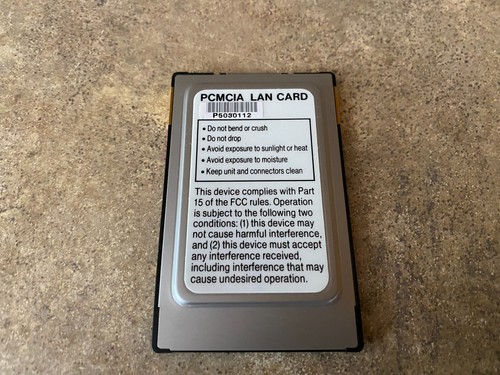 PCMCIA LAN CARD
P5030112
• Do not bend or crush
• Do not drop
• Avoid exposure to sunlight or heat
• Avoid exposure to moisture
• Keep unit and connectors clean
This device complies with Part
15 of the FCC rules. Operation
is subject to the following two
conditions: (1) this device may
not cause harmful interference,
and (2) this device must accept
any interference received,
including interference that may
cause undesired operation.